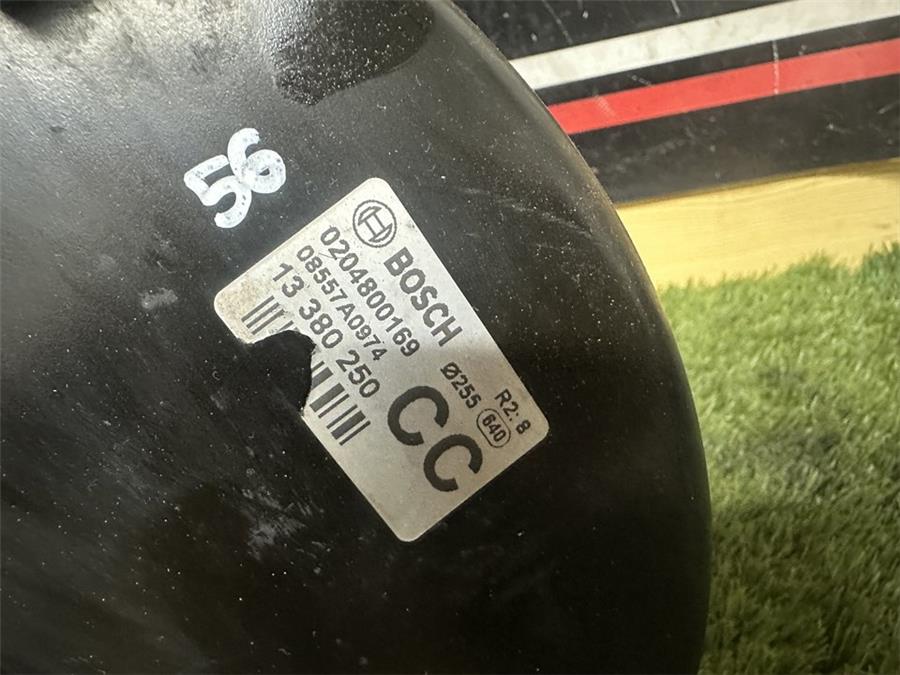 56
BOSCH
0204800169
08557A0974
13 380 250
R2: 8
Ø255
640
CC